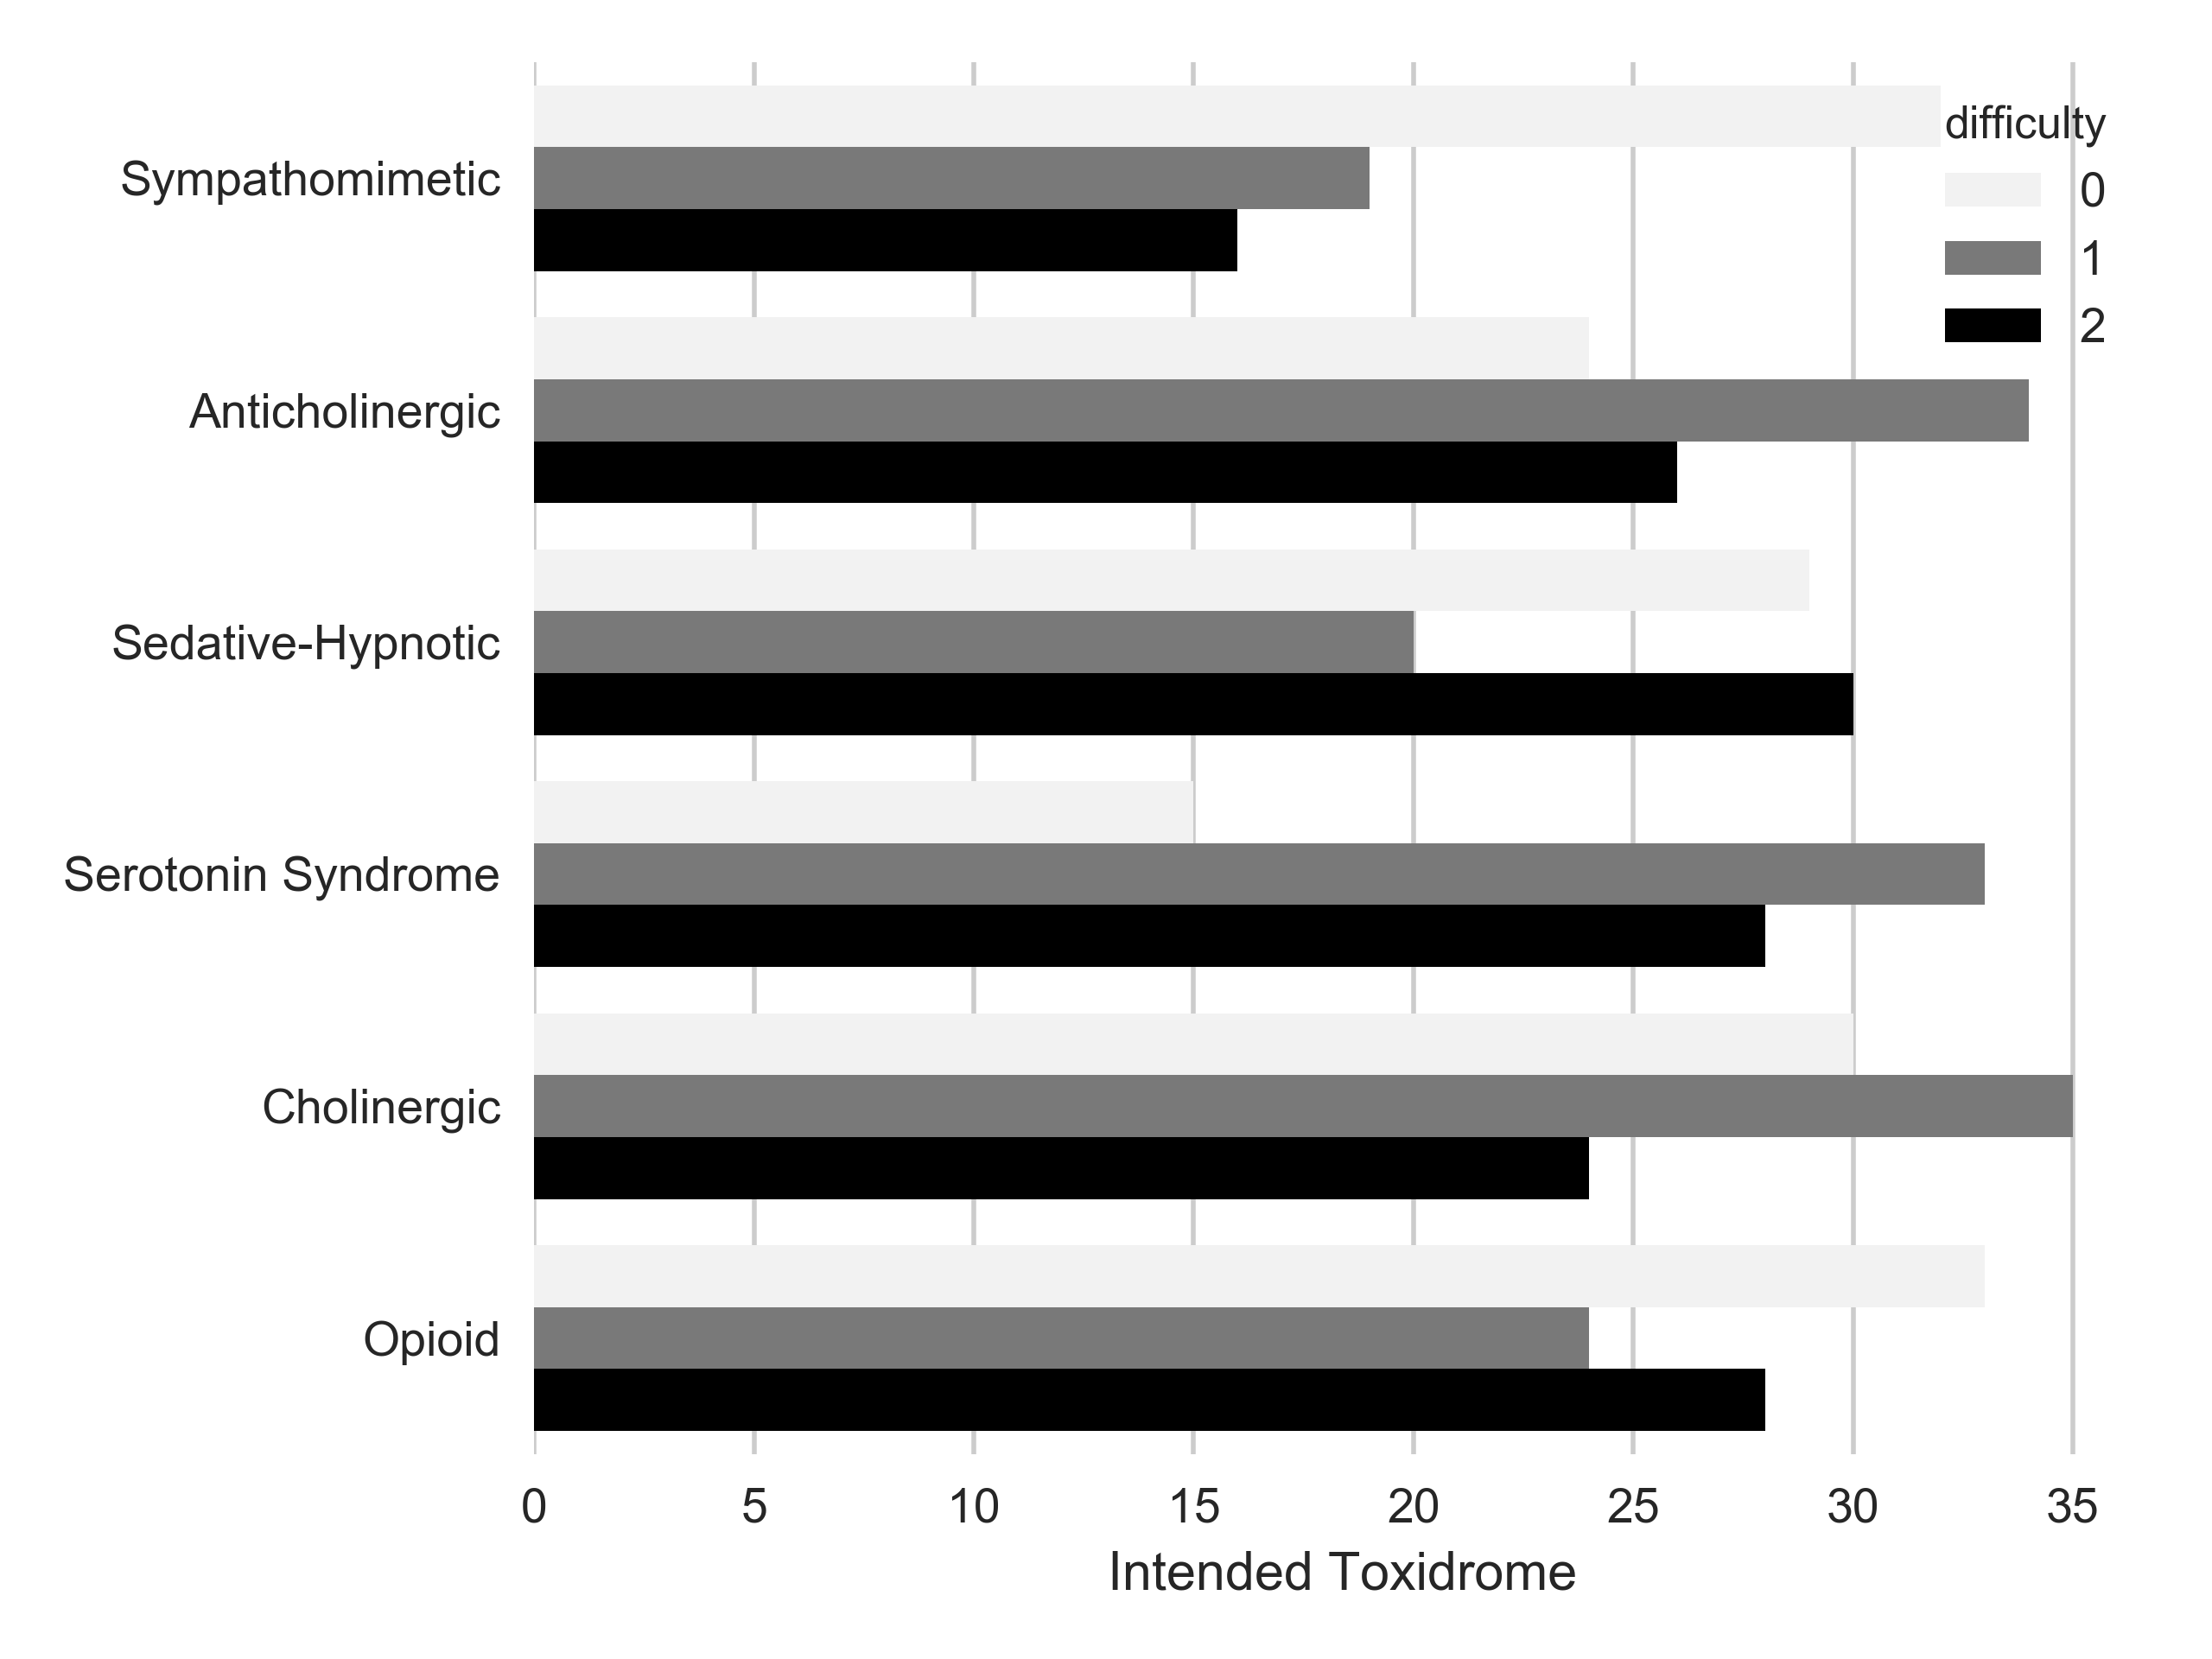 difficulty
0
1
2
Sympathomimetic
Anticholinergic
Sedative-Hypnotic
Serotonin Syndrome
Cholinergic
Opioid
0 5 10 15 20 25 30 35
Intended Toxidrome